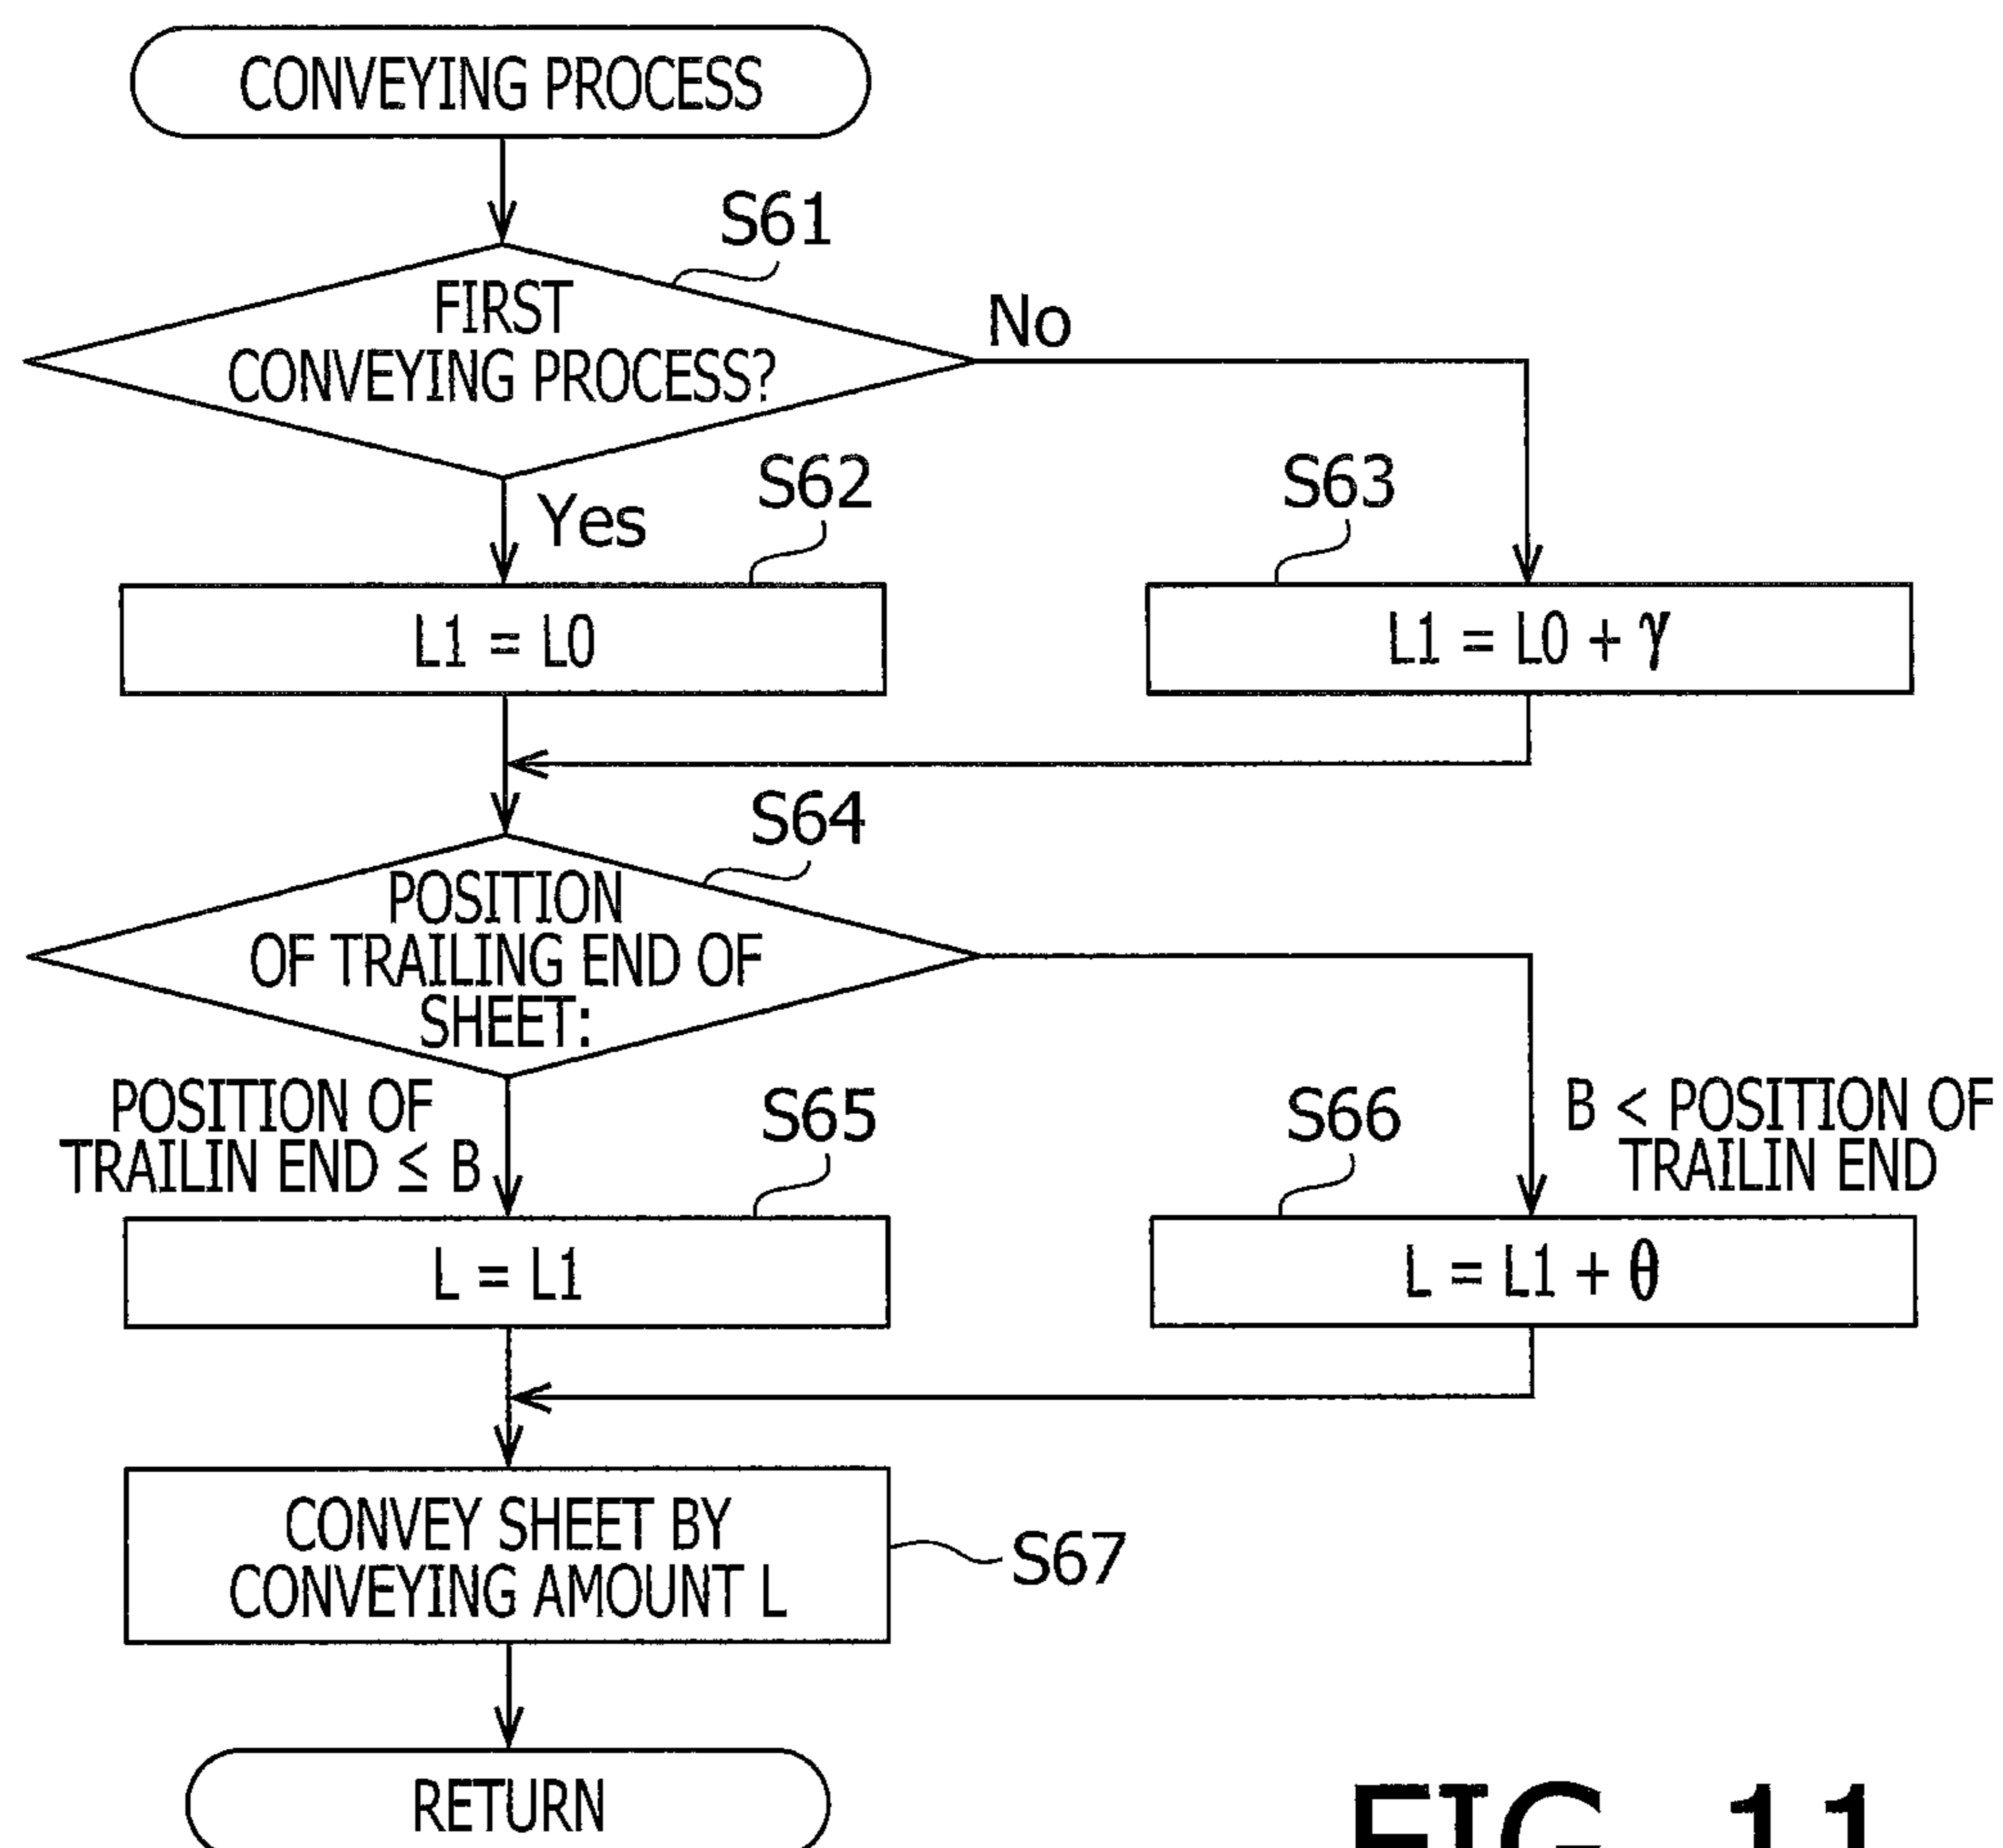 CONVEYING PROCESS
S61
FIRST
CONVEYING PROCESS?
No
Yes
S62
S63
L1 = L0
L1 = L0 + γ
S64
POSITION
OF TRAILING END OF
SHEET:
POSITION OF
TRAILIN END ≤ B
S65
S66
B < POSITION OF
TRAILIN END
L = L1
L = L1 + θ
CONVEY SHEET BY
CONVEYING AMOUNT L
S67
RETURN
FIG. 11